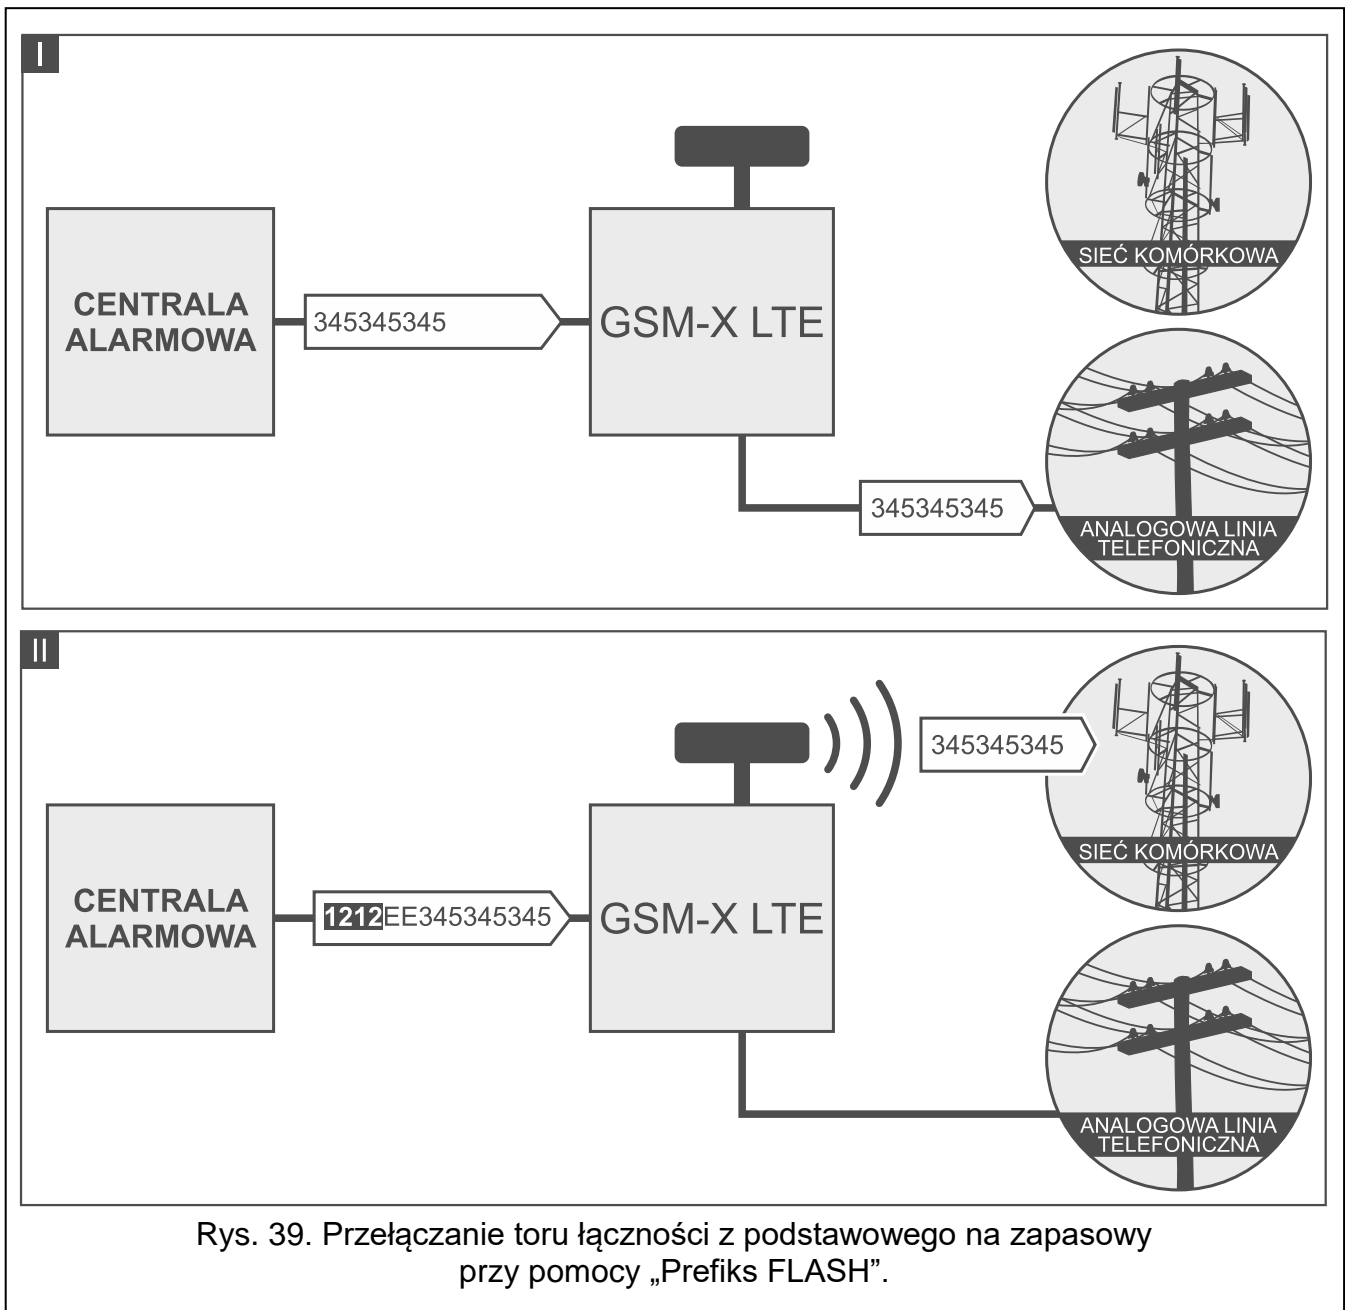 I
SIEĆ KOMÓRKOWA
CENTRALA
ALARMOWA
345345345
GSM-X LTE
345345345
ANALOGOWA LINIA
TELEFONICZNA
II
345345345
SIEĆ KOMÓRKOWA
CENTRALA
ALARMOWA
1212EE345345345
GSM-X LTE
ANALOGOWA LINIA
TELEFONICZNA
Rys. 39. Przełączanie toru łączności z podstawowego na zapasowy
przy pomocy „Prefiks FLASH”.